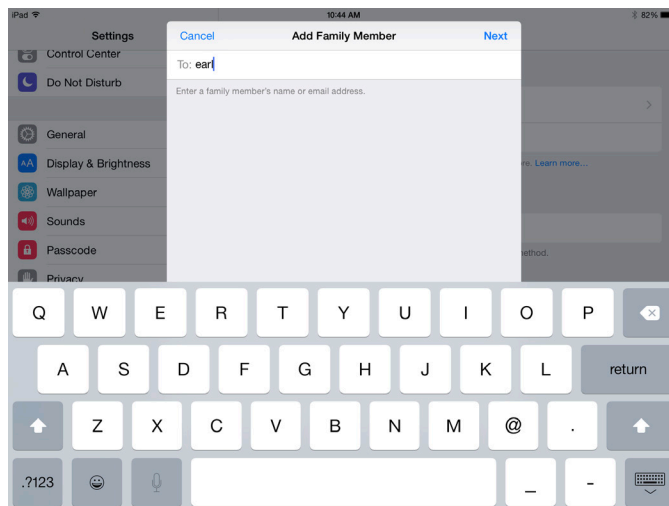 iPad 10:44 AM 82%
Settings
Cancel Add Family Member Next
Control Center
To: earl
Do Not Disturb
Enter a family member's name or email address.
General
Display & Brightness
re. Learn more...
Wallpaper
Sounds
Passcode
nethod.
Privacy
Q W E R T Y U I O P
A S D F G H J K L return
Z X C V B N M @ .
.?123 _ -